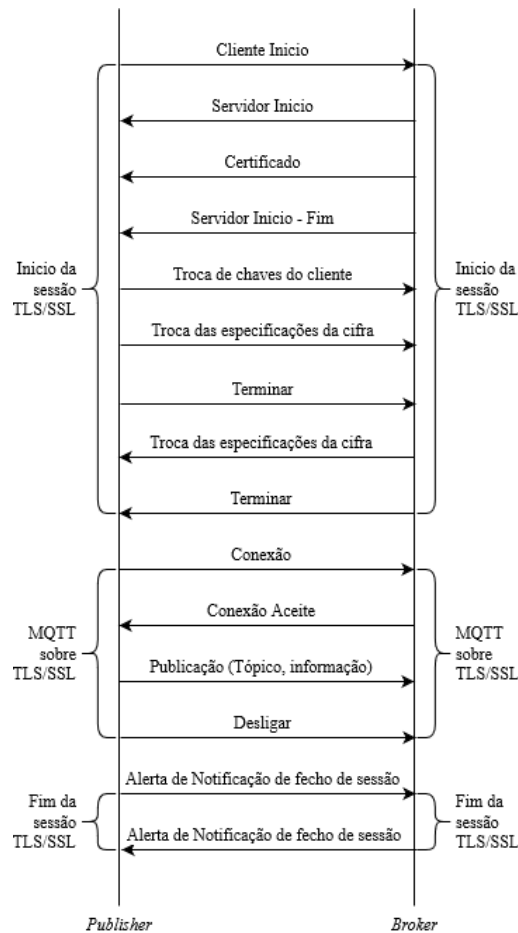 Cliente Inicio
Servidor Inicio
Certificado
Servidor Inicio - Fim
Inicio da
sessão
TLS/SSL
Troca de chaves do cliente
Inicio da
sessão
TLS/SSL
Troca das especificações da cifra
Terminar
Troca das especificações da cifra
Terminar
Conexão
Conexão Aceite
MQTT
sobre
TLS/SSL
Publicação (Tópico, informação)
MQTT
sobre
TLS/SSL
Desligar
Alerta de Notificação de fecho de sessão
Fim da
sessão
TLS/SSL
Alerta de Notificação de fecho de sessão
Fim da
sessão
TLS/SSL
Publisher
Broker